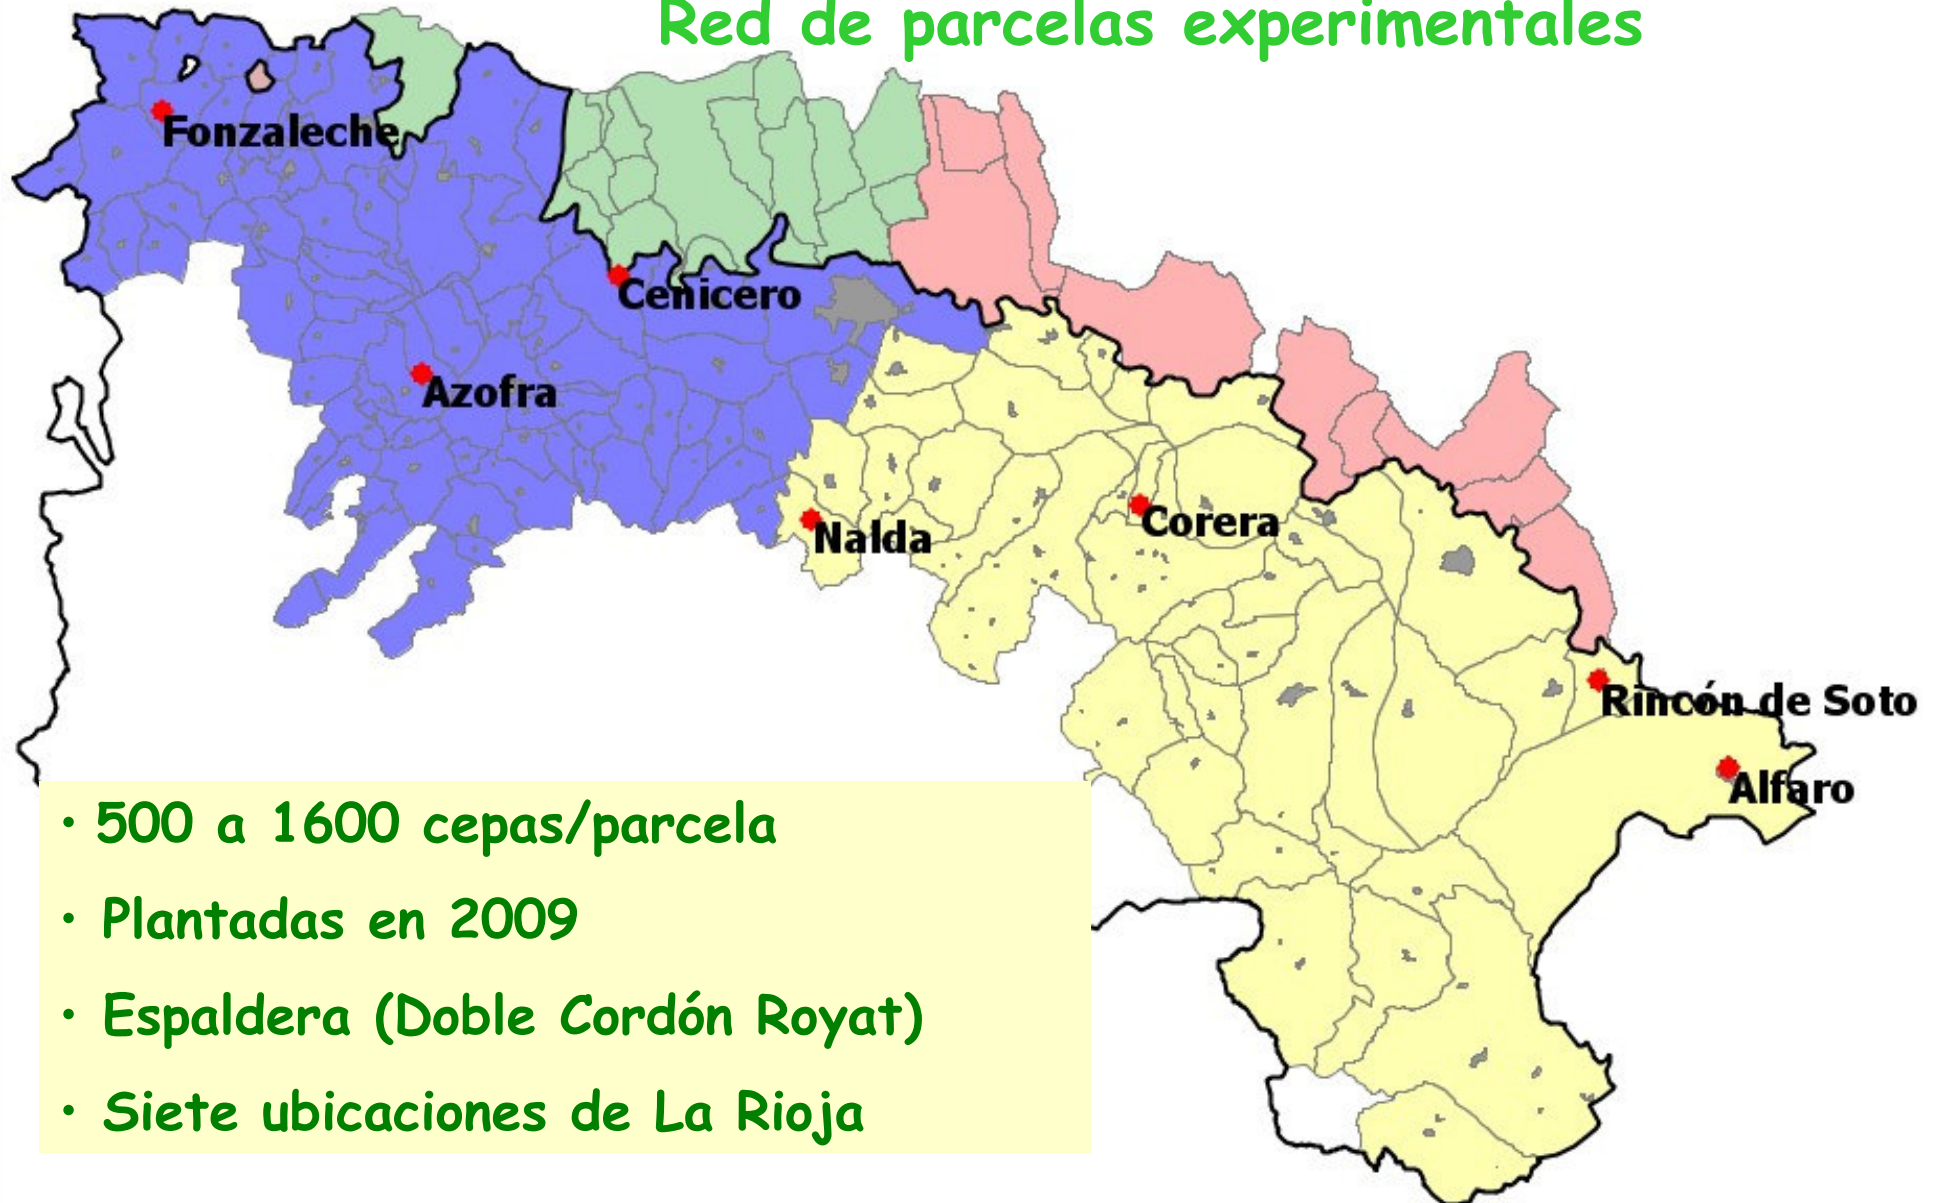 Red de parcelas experimentales
Fonzaleche
Cenicero
Azofra
Nalda
Corera
Rincón de Soto
Alfaro
• 500 a 1600 cepas/parcela
• Plantadas en 2009
• Espaldera (Doble Cordón Royat)
• Siete ubicaciones de La Rioja